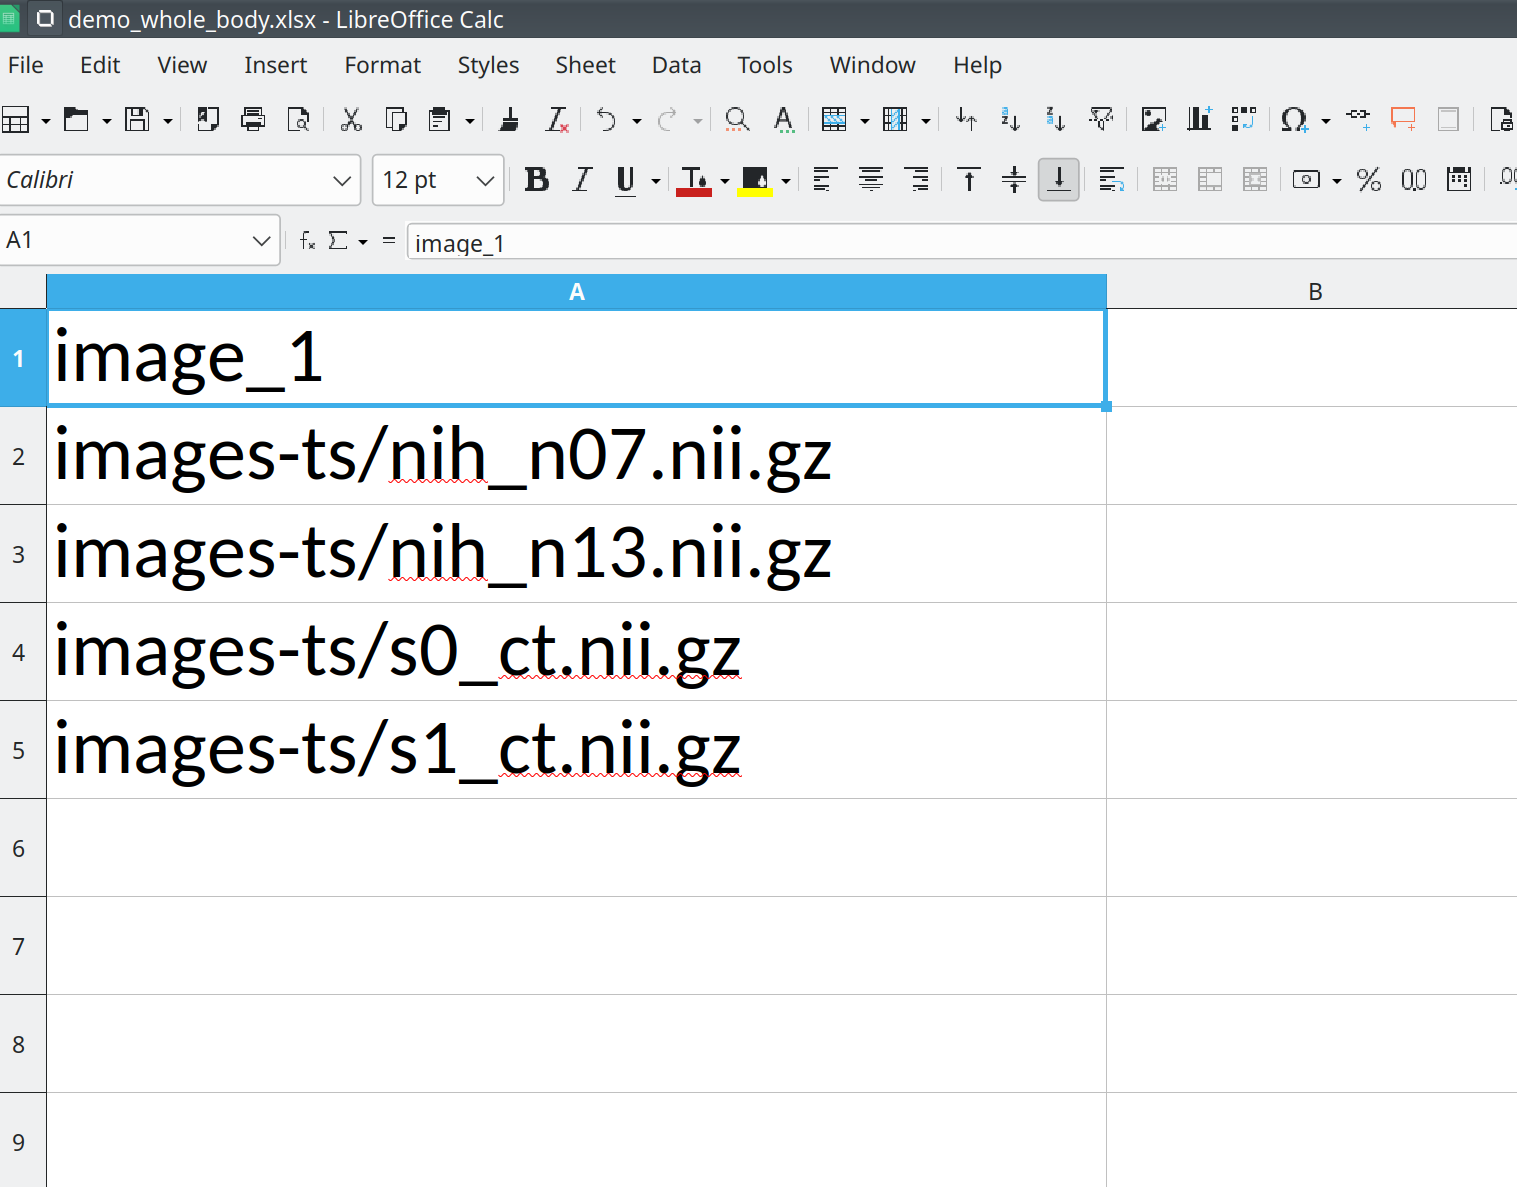 demo_whole_body.xlsx - LibreOffice Calc
File Edit View Insert Format Styles Sheet Data Tools Window Help
Calibri 12 pt B I U
A1 image_1
A B
1 image_1
2 images-ts/nih_n07.nii.gz
3 images-ts/nih_n13.nii.gz
4 images-ts/s0_ct.nii.gz
5 images-ts/s1_ct.nii.gz
6
7
8
9